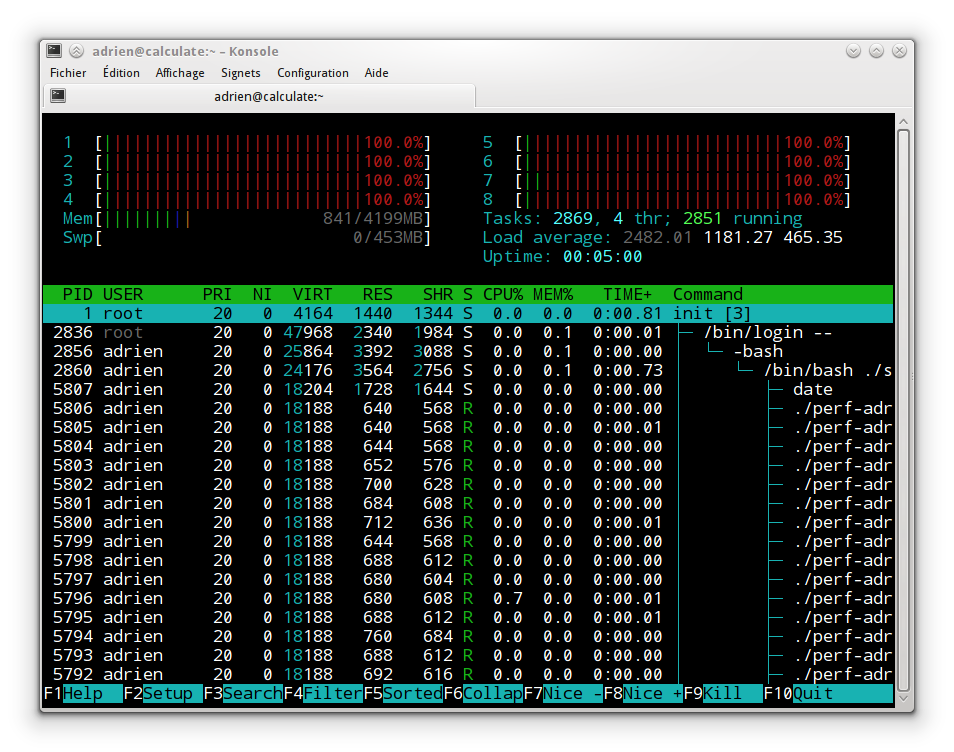 adrien@calculate:~ – Konsole
Fichier Édition Affichage Signets Configuration Aide
adrien@calculate:~
1 [||||||||||||||||||||||||||100.0%] 5 [||||||||||||||||||||||||||100.0%]
2 [||||||||||||||||||||||||||100.0%] 6 [||||||||||||||||||||||||||100.0%]
3 [||||||||||||||||||||||||||100.0%] 7 [||||||||||||||||||||||||||100.0%]
4 [||||||||||||||||||||||||||100.0%] 8 [||||||||||||||||||||||||||100.0%]
Mem[||||||||| 841/4199MB] Tasks: 2869, 4 thr; 2851 running
Swp[ 0/453MB] Load average: 2482.01 1181.27 465.35
Uptime: 00:05:00
PID USER PRI NI VIRT RES SHR S CPU% MEM% TIME+ Command
1 root 20 0 4164 1440 1344 S 0.0 0.0 0:00.81 init [3]
2836 root 20 0 47968 2340 1984 S 0.0 0.1 0:00.01 ├─ /bin/login --
2856 adrien 20 0 25864 3392 3088 S 0.0 0.1 0:00.00 │ └─ -bash
2860 adrien 20 0 24176 3564 2756 S 0.0 0.1 0:00.73 │ └─ /bin/bash ./s
5807 adrien 20 0 18204 1728 1644 S 0.0 0.0 0:00.00 │ ├─ date
5806 adrien 20 0 18188 640 568 R 0.0 0.0 0:00.00 │ ├─ ./perf-adr
5805 adrien 20 0 18188 640 568 R 0.0 0.0 0:00.01 │ ├─ ./perf-adr
5804 adrien 20 0 18188 644 568 R 0.0 0.0 0:00.00 │ ├─ ./perf-adr
5803 adrien 20 0 18188 652 576 R 0.0 0.0 0:00.00 │ ├─ ./perf-adr
5802 adrien 20 0 18188 700 628 R 0.0 0.0 0:00.00 │ ├─ ./perf-adr
5801 adrien 20 0 18188 684 608 R 0.0 0.0 0:00.00 │ ├─ ./perf-adr
5800 adrien 20 0 18188 712 636 R 0.0 0.0 0:00.01 │ ├─ ./perf-adr
5799 adrien 20 0 18188 644 568 R 0.0 0.0 0:00.00 │ ├─ ./perf-adr
5798 adrien 20 0 18188 688 612 R 0.0 0.0 0:00.00 │ ├─ ./perf-adr
5797 adrien 20 0 18188 680 604 R 0.0 0.0 0:00.00 │ ├─ ./perf-adr
5796 adrien 20 0 18188 680 608 R 0.7 0.0 0:00.01 │ ├─ ./perf-adr
5795 adrien 20 0 18188 688 612 R 0.0 0.0 0:00.01 │ ├─ ./perf-adr
5794 adrien 20 0 18188 760 684 R 0.0 0.0 0:00.00 │ ├─ ./perf-adr
5793 adrien 20 0 18188 688 612 R 0.0 0.0 0:00.00 │ ├─ ./perf-adr
5792 adrien 20 0 18188 692 616 R 0.0 0.0 0:00.00 │ ├─ ./perf-adr
F1Help F2Setup F3SearchF4FilterF5SortedF6CollapF7Nice -F8Nice +F9Kill F10Quit